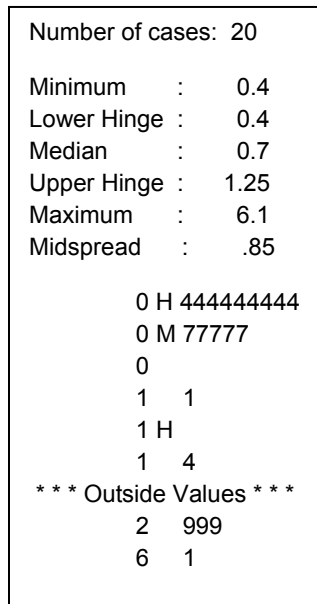 Number of cases: 20
Minimum : 0.4
Lower Hinge : 0.4
Median : 0.7
Upper Hinge : 1.25
Maximum : 6.1
Midspread : .85
0 H 444444444
0 M 77777
0
1 1
1 H
1 4
* * * Outside Values * * *
2 999
6 1